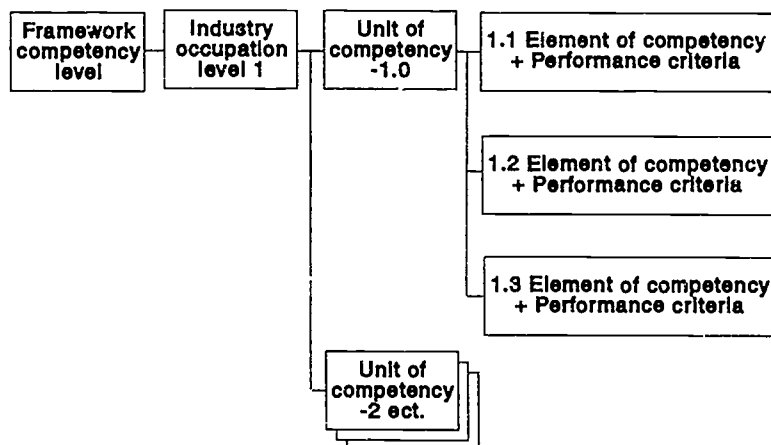 Framework
competency
level
Industry
occupation
level 1
Unit of
competency
-1.0
1.1 Element of competency
+ Performance criteria
1.2 Element of competency
+ Performance criteria
1.3 Element of competency
+ Performance criteria
Unit of
competency
-2 ect.